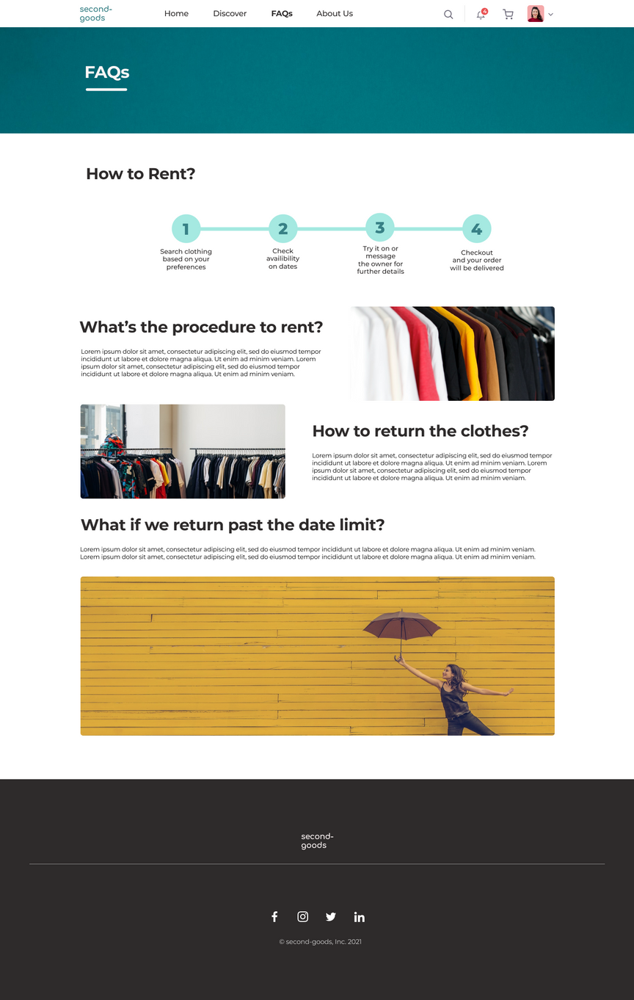 second-
goods
Home
Discover
FAQs
About Us
4
FAQs
How to Rent?
1
2
3
4
Search clothing
based on your
preferences
Check
availibility
on dates
Try it on or
message
the owner for
further details
Checkout
and your order
will be delivered
What's the procedure to rent?
Lorem ipsum dolor sit amet, consectetur adipiscing elit, sed do eiusmod tempor
incididunt ut labore et dolore magna aliqua. Ut enim ad minim veniam. Lorem
ipsum dolor sit amet, consectetur adipiscing elit, sed do eiusmod tempor
incididunt ut labore et dolore magna aliqua. Ut enim ad minim veniam.
How to return the clothes?
Lorem ipsum dolor sit amet, consectetur adipiscing elit, sed do eiusmod tempor
incididunt ut labore et dolore magna aliqua. Ut enim ad minim veniam. Lorem
ipsum dolor sit amet, consectetur adipiscing elit, sed do eiusmod tempor
incididunt ut labore et dolore magna aliqua. Ut enim ad minim veniam.
What if we return past the date limit?
Lorem ipsum dolor sit amet, consectetur adipiscing elit, sed do eiusmod tempor incididunt ut labore et dolore magna aliqua. Ut enim ad minim veniam.
Lorem ipsum dolor sit amet, consectetur adipiscing elit, sed do eiusmod tempor incididunt ut labore et dolore magna aliqua. Ut enim ad minim veniam.
second-
goods
© second-goods, Inc. 2021